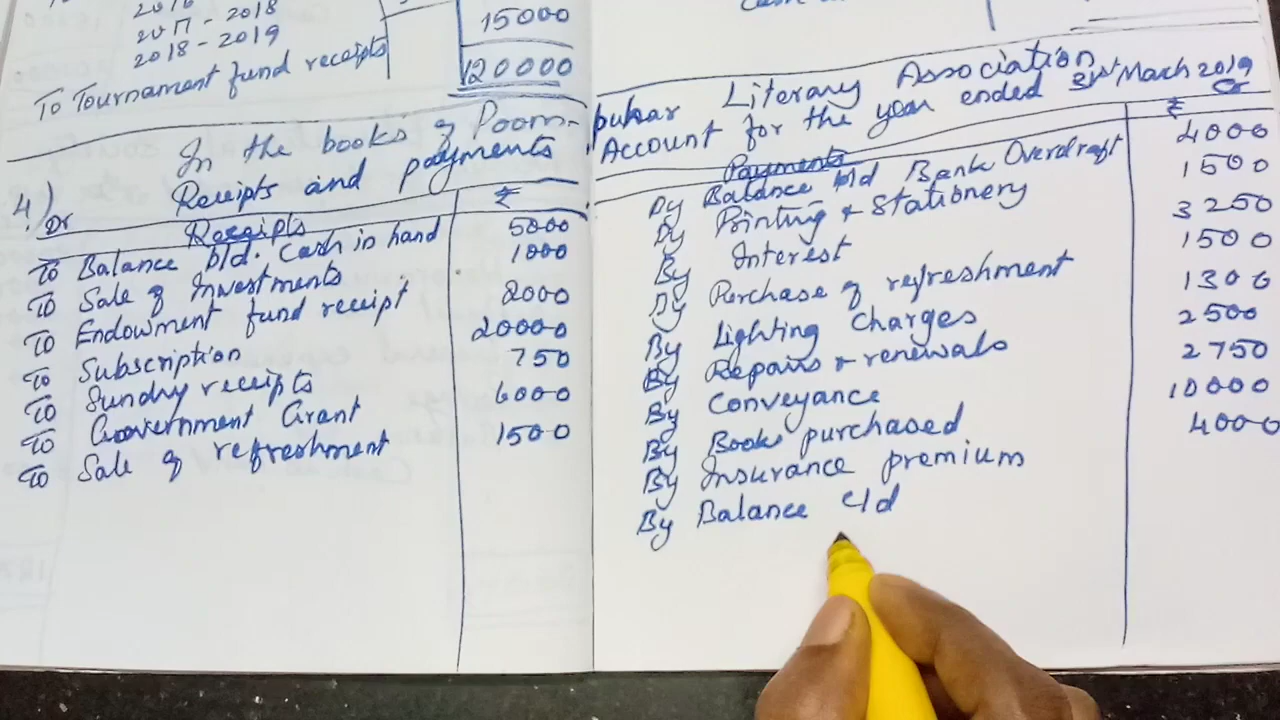 2017 - 2018
2018 - 2019
15000
To Tournament fund receipts
120000
In the books of Poom-
4.)
Receipts and payments
Dr
Receipts
₹
To Balance b/d. Cash in hand
5000
To Sale of Investments
1000
To Endowment fund receipt
2000
To Subscription
20000
To Sundry receipts
750
To Government Grant
6000
To Sale of refreshment
1500
puhar Literary Association
Account for the year ended 31st Mach 2019
Payments
₹
Cr
By Balance b/d Bank Overdraft
4000
By Printing & Stationery
1500
By Interest
3250
By Purchase of refreshment
1500
By Lighting Charges
1300
By Repairs & renewals
2500
By Conveyance
2750
By Books purchased
10000
By Insurance premium
4000
By Balance c/d